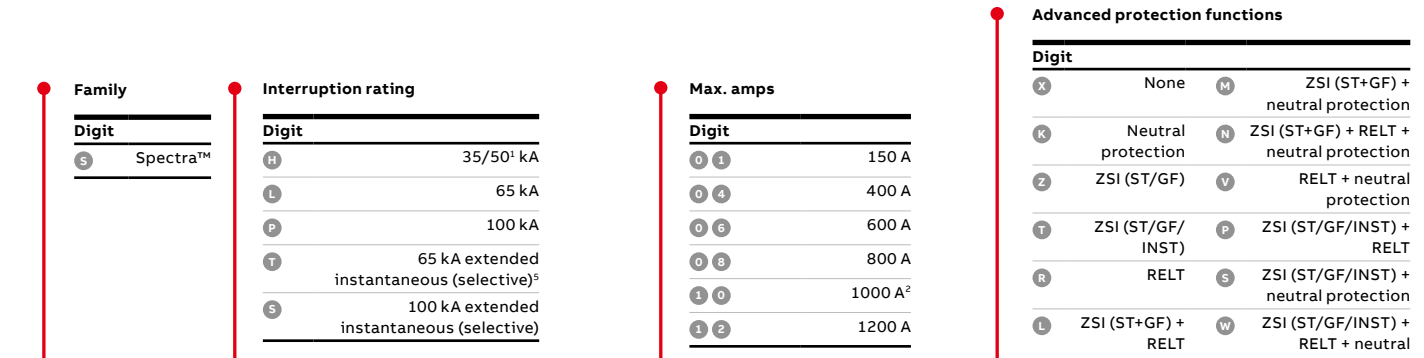 Advanced protection functions
Digit
X None M ZSI (ST+GF) +
neutral protection
K Neutral N ZSI (ST+GF) + RELT +
protection neutral protection
Z ZSI (ST/GF) V RELT + neutral
protection
T ZSI (ST/GF/ P ZSI (ST/GF/INST) +
INST) RELT
R RELT S ZSI (ST/GF/INST) +
neutral protection
L ZSI (ST+GF) + W ZSI (ST/GF/INST) +
RELT RELT + neutral
Family
Digit
S Spectra™
Interruption rating
Digit
H 35/50¹ kA
L 65 kA
P 100 kA
T 65 kA extended
instantaneous (selective)⁵
S 100 kA extended
instantaneous (selective)
Max. amps
Digit
0 1 150 A
0 4 400 A
0 6 600 A
0 8 800 A
1 0 1000 A²
1 2 1200 A